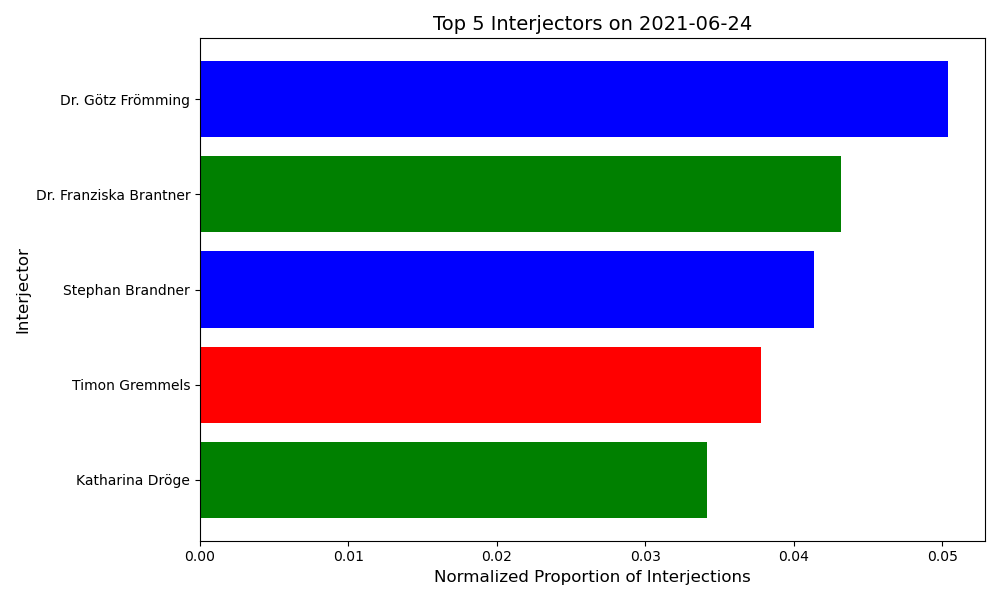 Top 5 Interjectors on 2021-06-24
Interjector
Dr. Götz Frömming
Dr. Franziska Brantner
Stephan Brandner
Timon Gremmels
Katharina Dröge
0.00 0.01 0.02 0.03 0.04 0.05
Normalized Proportion of Interjections